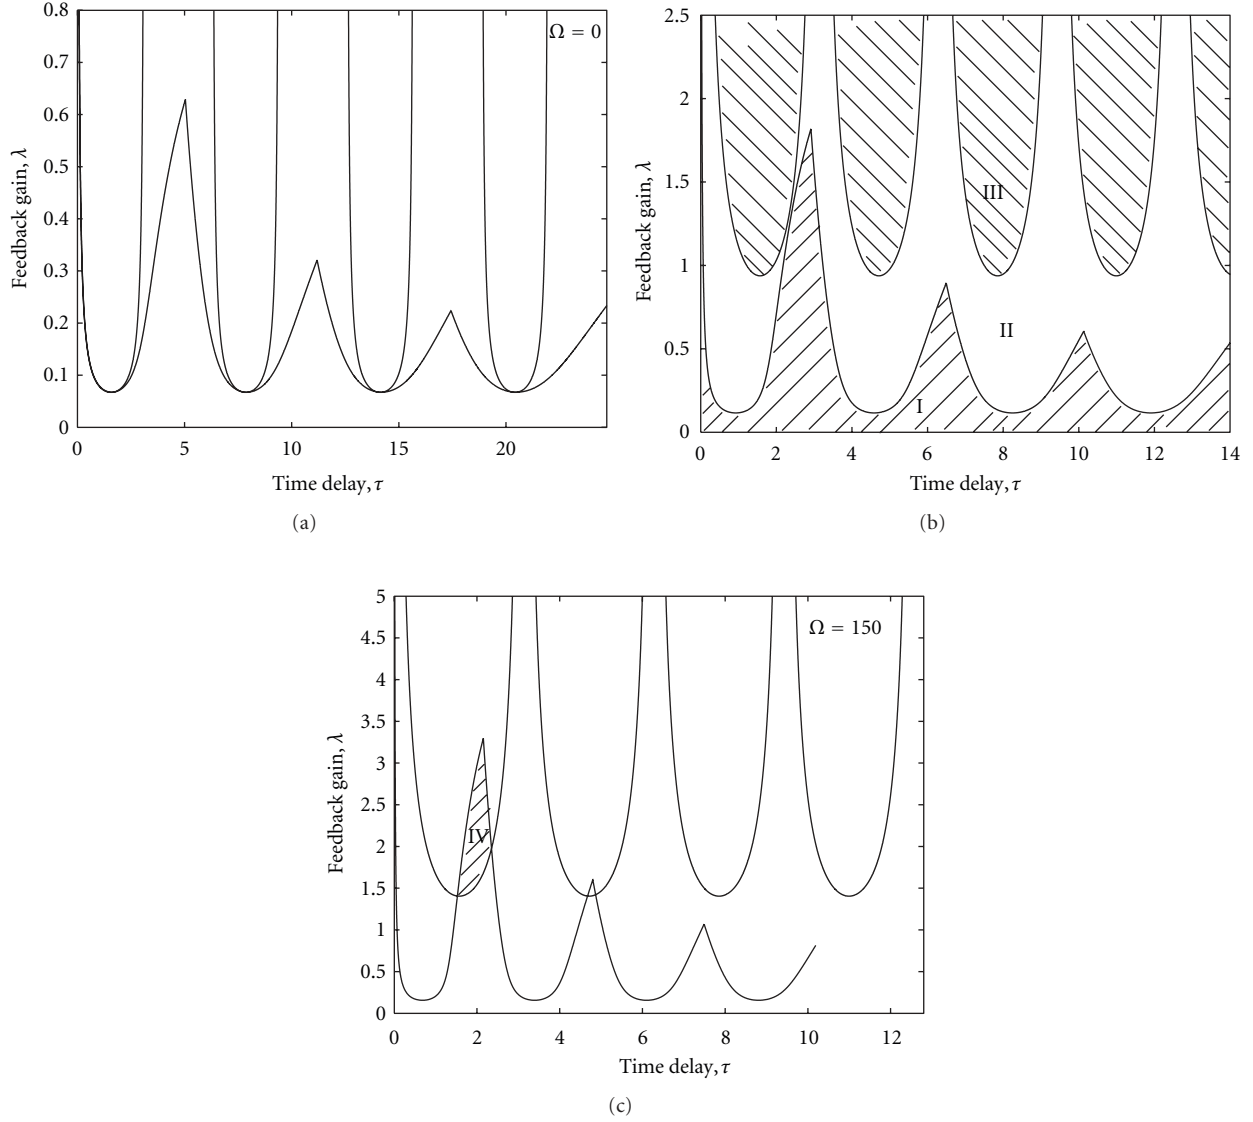 Ω = 0
0.8
0.7
0.6
0.5
0.4
0.3
0.2
0.1
0
0 5 10 15 20
Feedback gain, λ
Time delay, τ
(a)
2.5
2
1.5
1
0.5
0
0 2 4 6 8 10 12 14
Feedback gain, λ
III
II
I
Time delay, τ
(b)
Ω = 150
5
4.5
4
3.5
3
2.5
2
1.5
1
0.5
0
0 2 4 6 8 10 12
Feedback gain, λ
IV
Time delay, τ
(c)